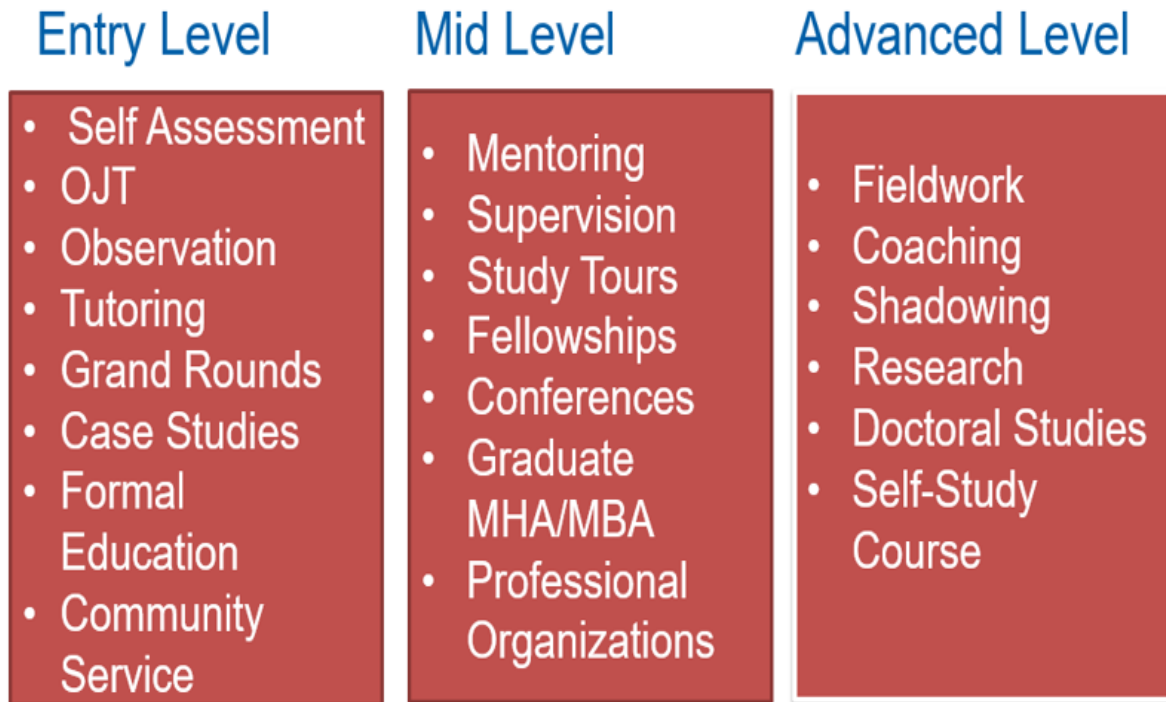 Entry Level
• Self Assessment
• OJT
• Observation
• Tutoring
• Grand Rounds
• Case Studies
• Formal
Education
• Community
Service
Mid Level
• Mentoring
• Supervision
• Study Tours
• Fellowships
• Conferences
• Graduate
MHA/MBA
• Professional
Organizations
Advanced Level
• Fieldwork
• Coaching
• Shadowing
• Research
• Doctoral Studies
• Self-Study
Course